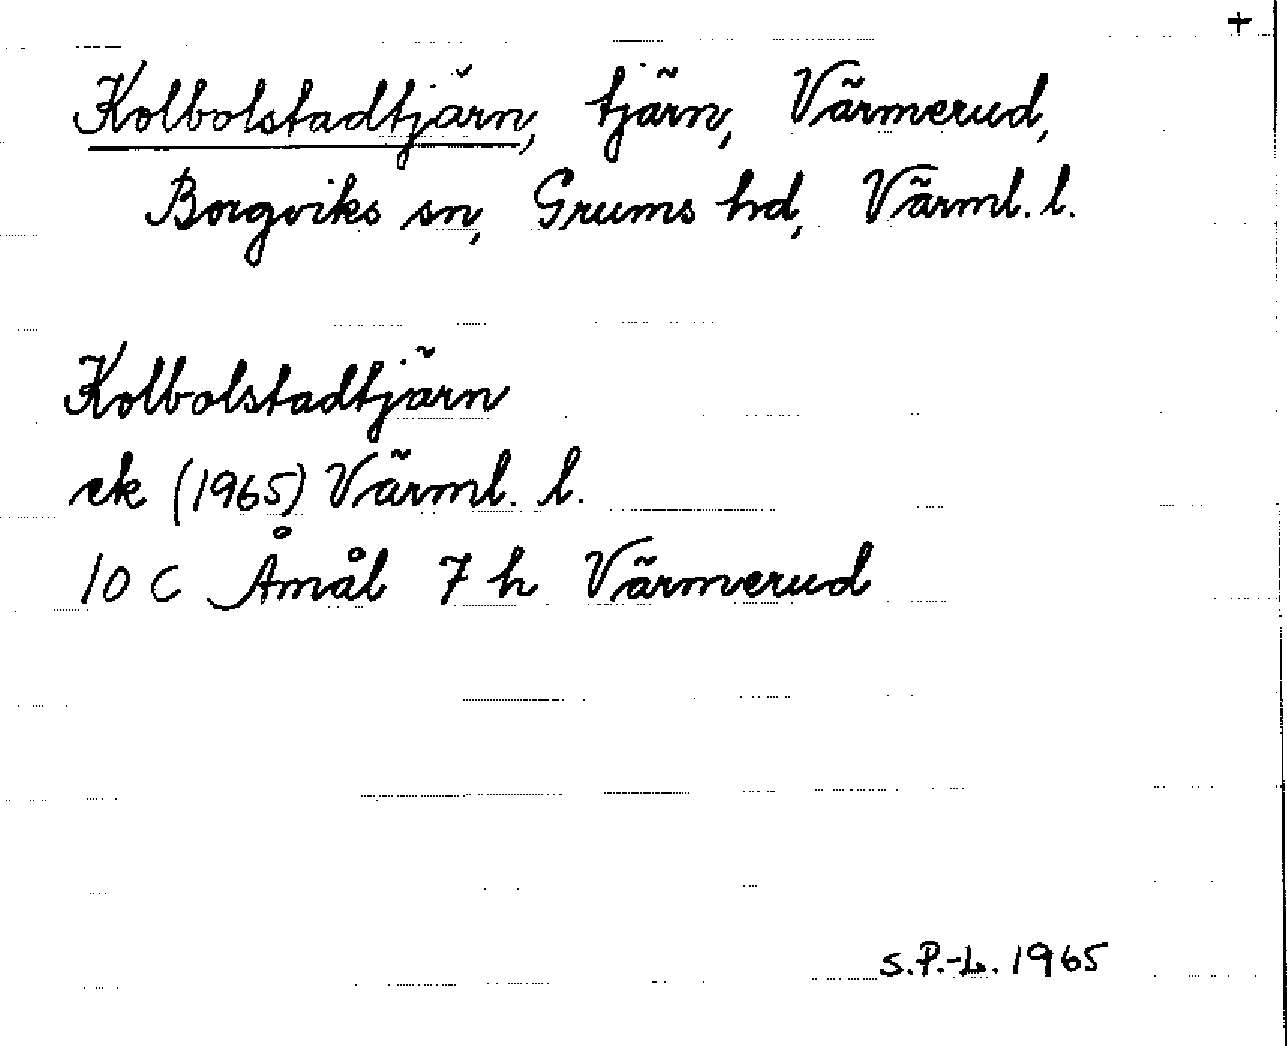 +
Kolbolstadtjärn, tjärn, Värmerud,
Borgviks sn, Grums hd, Värml. l.
Kolbolstadtjärn
ek (1965) Värml. l.
10 C Åmål 7 h Värmerud
S.P.-L. 1965